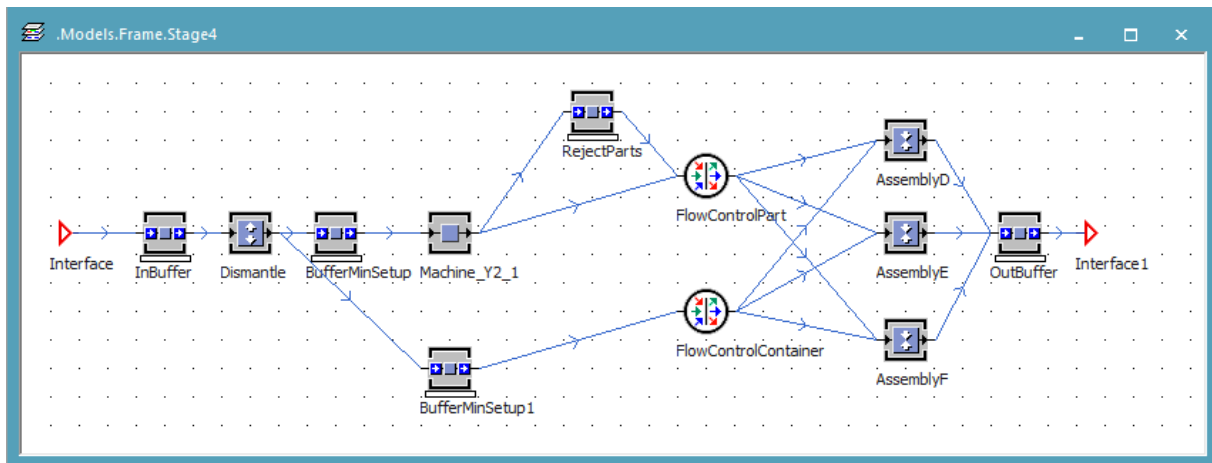 .Models.Frame.Stage4
RejectParts
AssemblyD
FlowControlPart
Interface
InBuffer
Dismantle
BufferMinSetup
Machine_Y2_1
AssemblyE
OutBuffer
Interface1
FlowControlContainer
AssemblyF
BufferMinSetup1